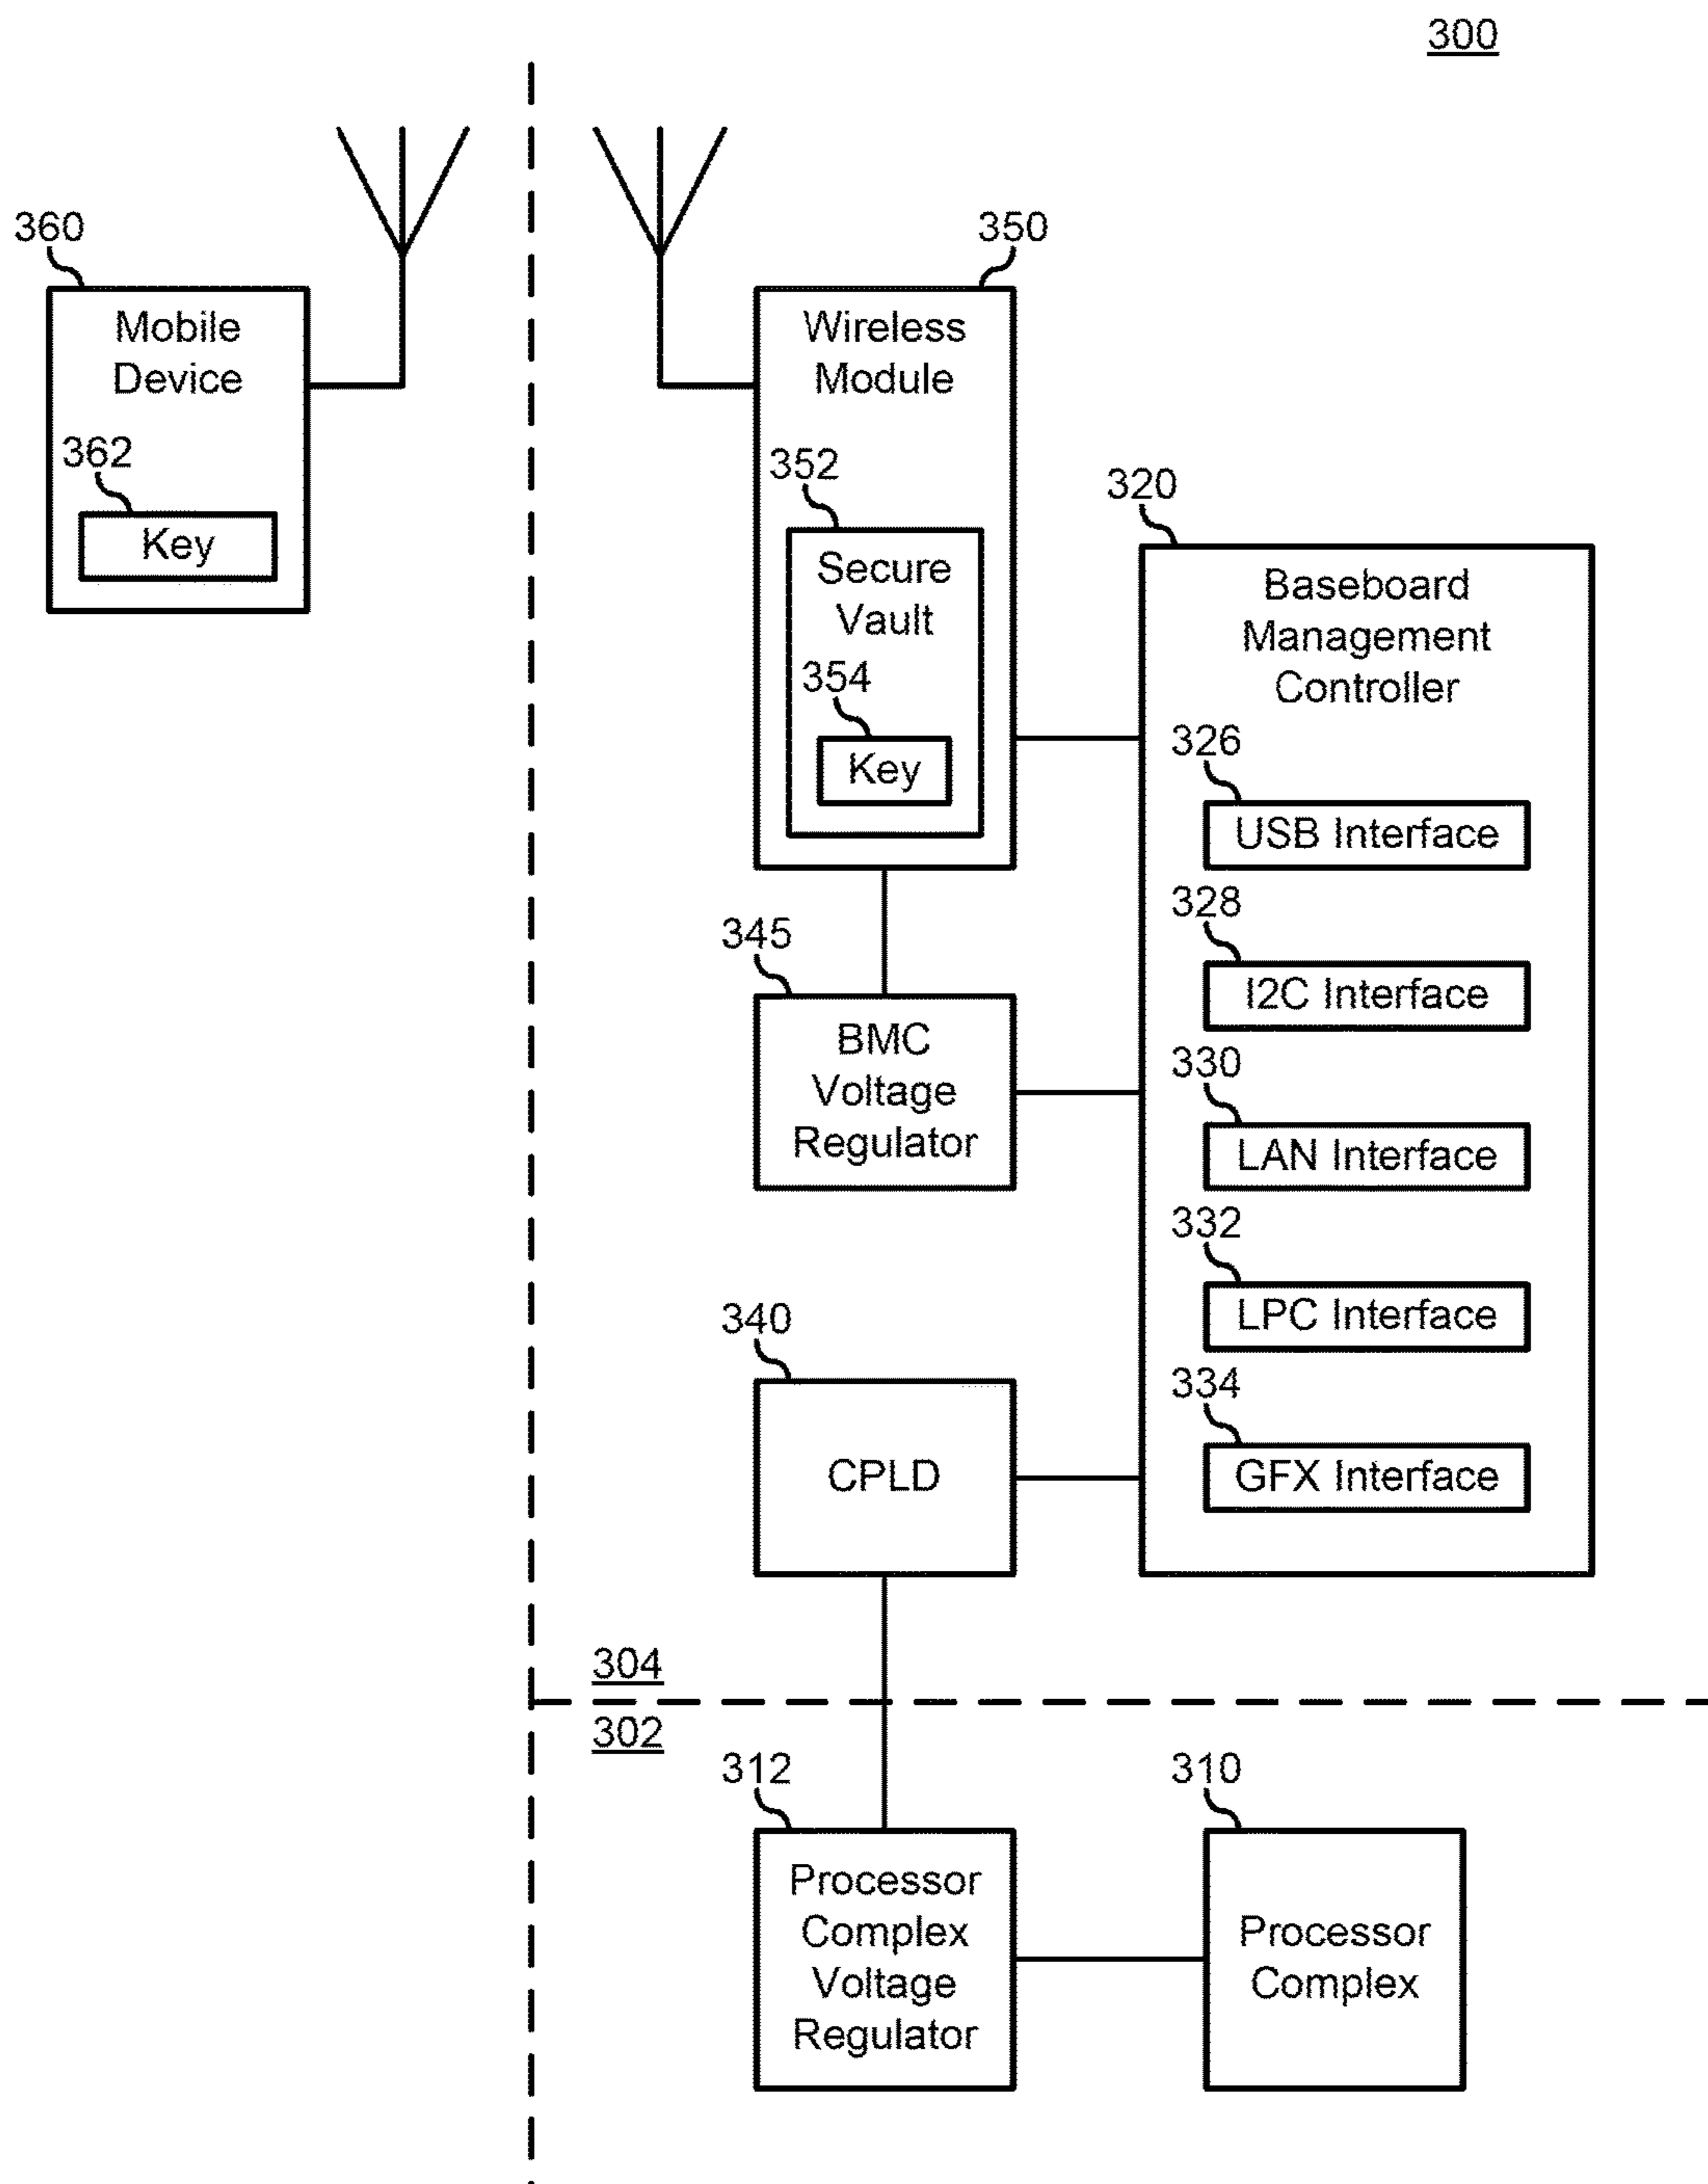 300
360
Mobile
Device
362
Key
350
Wireless
Module
352
Secure
Vault
354
Key
320
Baseboard
Management
Controller
326
USB Interface
328
I2C Interface
330
LAN Interface
332
LPC Interface
334
GFX Interface
345
BMC
Voltage
Regulator
340
CPLD
304
302
312
Processor
Complex
Voltage
Regulator
310
Processor
Complex